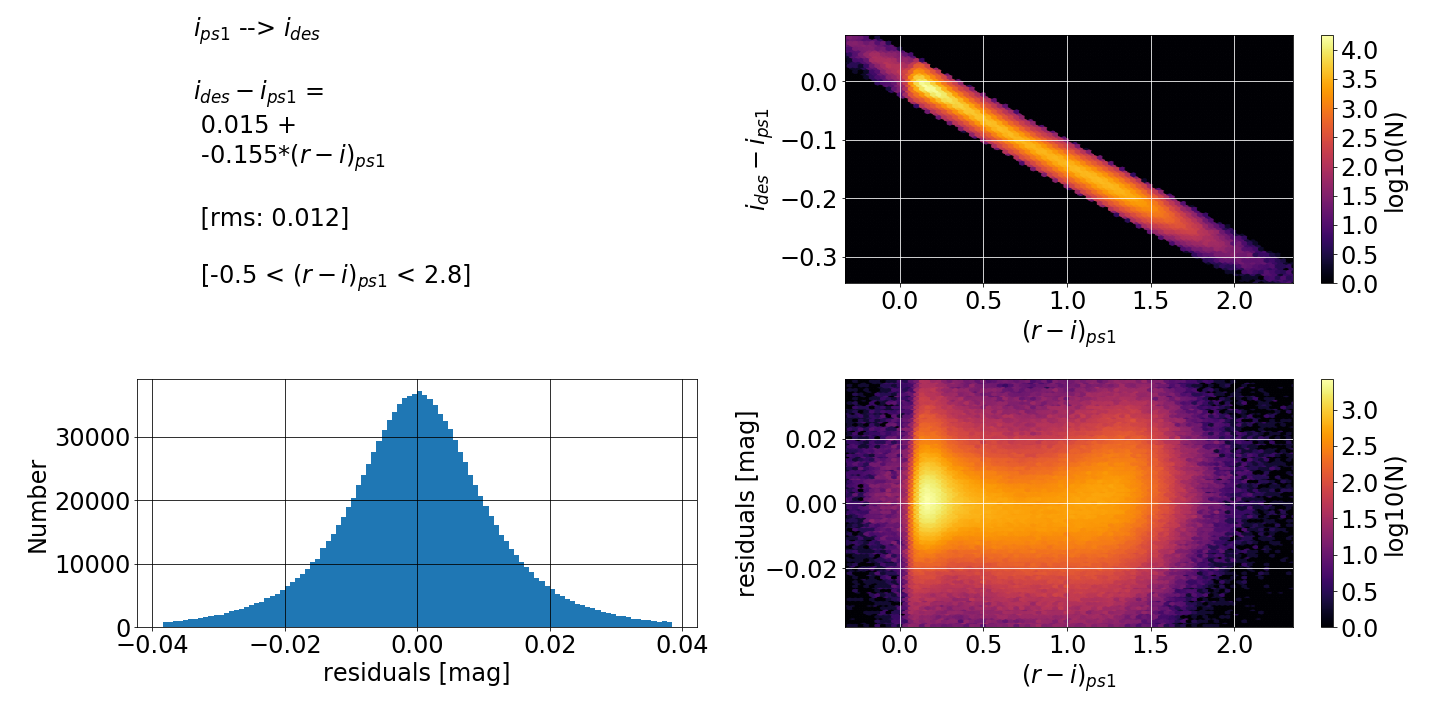 i_ps1 --> i_des
i_des − i_ps1 =
0.015 +
-0.155*(r − i)_ps1
[rms: 0.012]
[-0.5 < (r − i)_ps1 < 2.8]
i_des − i_ps1
0.0
−0.1
−0.2
−0.3
0.0 0.5 1.0 1.5 2.0
(r − i)_ps1
4.0
3.5
3.0
2.5
2.0
1.5
1.0
0.5
0.0
log10(N)
Number
30000
20000
10000
0
−0.04 −0.02 0.00 0.02 0.04
residuals [mag]
residuals [mag]
0.02
0.00
−0.02
0.0 0.5 1.0 1.5 2.0
(r − i)_ps1
3.0
2.5
2.0
1.5
1.0
0.5
0.0
log10(N)